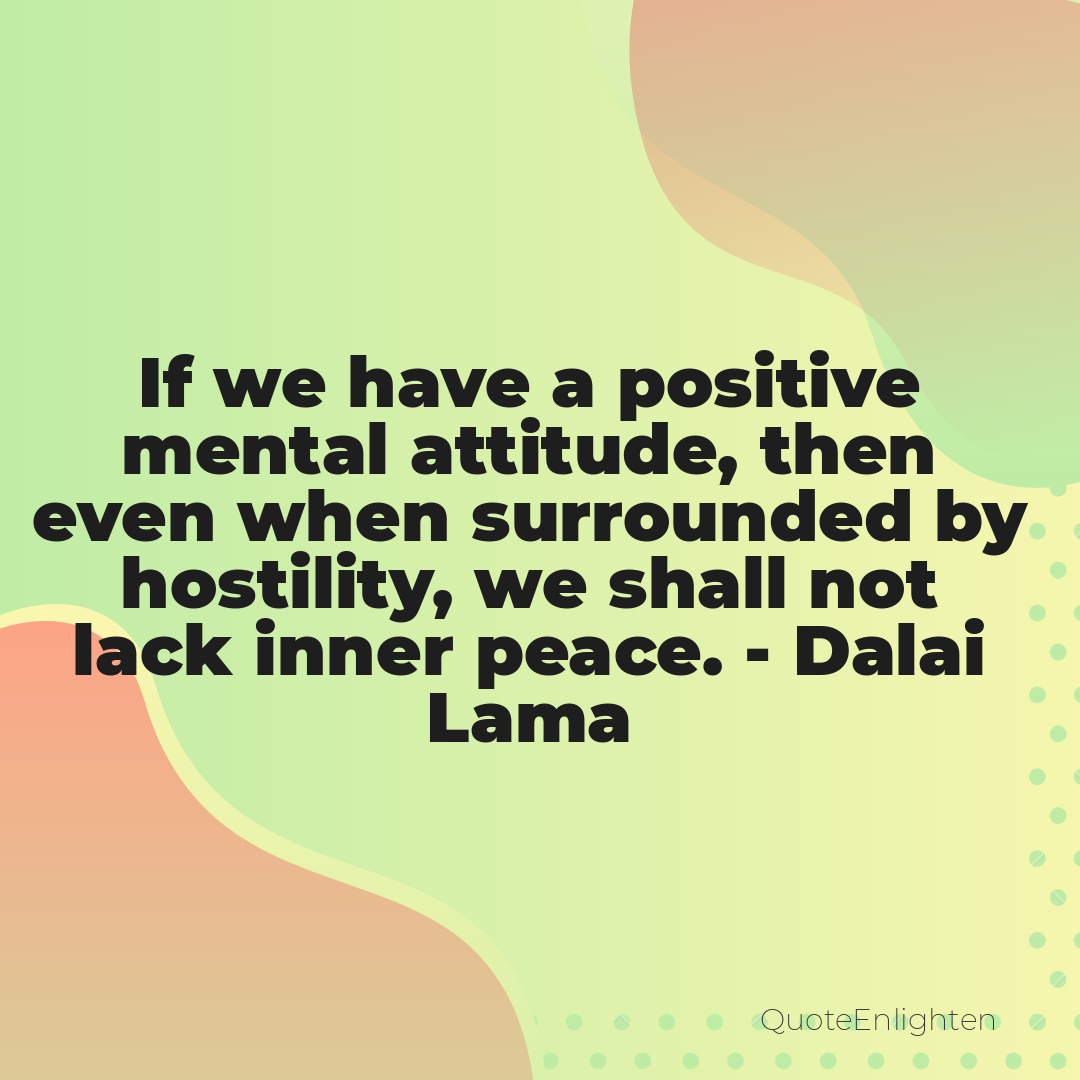 If we have a positive
mental attitude, then
even when surrounded by
hostility, we shall not
lack inner peace. - Dalai
Lama
QuoteEnlighten